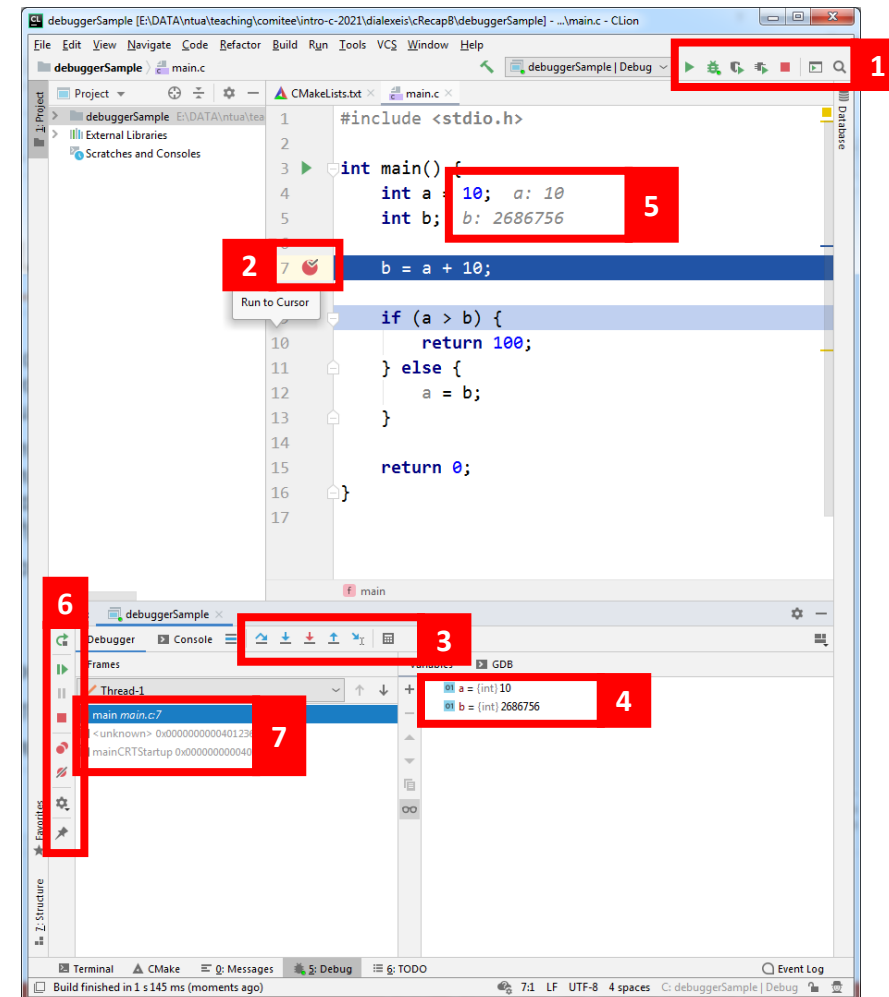 debuggerSample [E:\DATA\ntua\teaching\comitee\intro-c-2021\dialexeis\cRecapB\debuggerSample] - ...\main.c - CLion
File Edit View Navigate Code Refactor Build Run Tools VCS Window Help
debuggerSample main.c debuggerSample | Debug 1
1: Project Project CMakeLists.txt main.c Database
debuggerSample E:\DATA\ntua\tea
External Libraries
Scratches and Consoles
1 #include <stdio.h>
2
3 int main() {
4 int a = 10; a: 10
5 int b; b: 2686756
5
2
7 b = a + 10;
Run to Cursor
if (a > b) {
10 return 100;
11 } else {
12 a = b;
13 }
14
15 return 0;
16 }
17
main
6 debuggerSample
Debugger Console 3
Frames GDB
Thread-1
a = {int} 10
b = {int} 2686756
4
main main.c:7
<unknown> 0x0000000000401236
mainCRTStartup 0x000000000040
7
Favorites
Z: Structure
Terminal CMake 0: Messages 5: Debug 6: TODO Event Log
Build finished in 1 s 145 ms (moments ago) 7:1 LF UTF-8 4 spaces C: debuggerSample | Debug